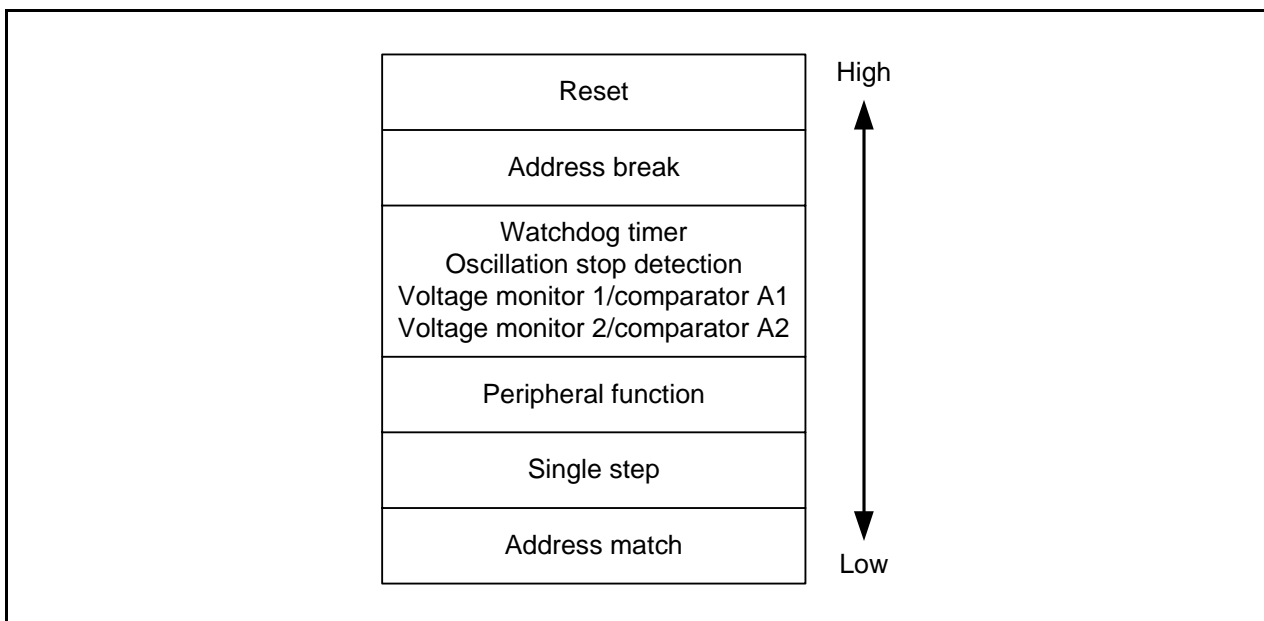 Reset
High
Address break
Watchdog timer
Oscillation stop detection
Voltage monitor 1/comparator A1
Voltage monitor 2/comparator A2
Peripheral function
Single step
Address match
Low